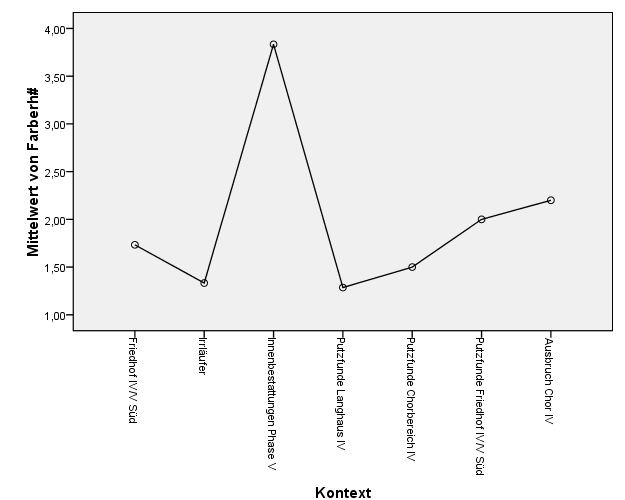 Mittelwert von Farberh#
4,00
3,50
3,00
2,50
2,00
1,50
1,00
Friedhof IV/V Süd
Irrläufer
Innenbestattungen Phase V
Putzfunde Langhaus IV
Putzfunde Chorbereich IV
Putzfunde Friedhof IV/V Süd
Ausbruch Chor IV
Kontext